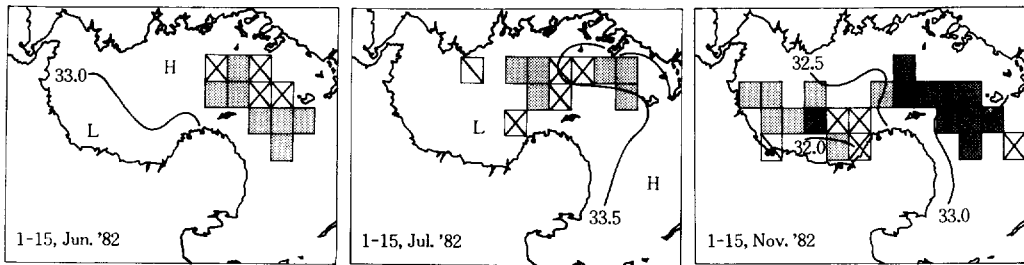 33.0
H
L
1-15, Jun. '82
L
H
33.5
1-15, Jul. '82
32.5
32.0
33.0
1-15, Nov. '82